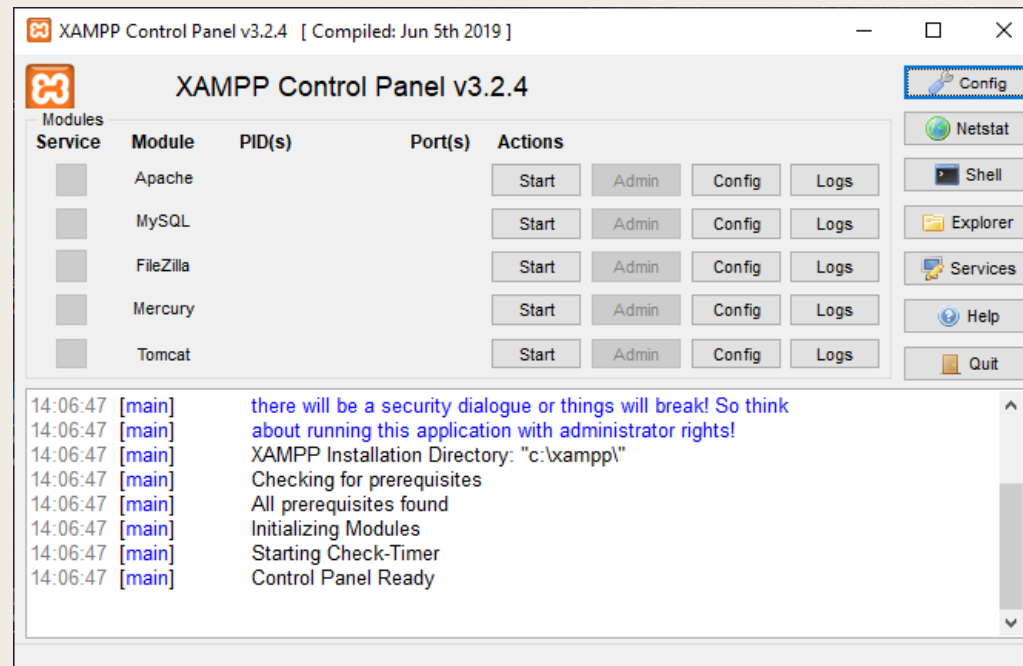 XAMPP Control Panel v3.2.4 [ Compiled: Jun 5th 2019 ]
XAMPP Control Panel v3.2.4
Config
Modules
Service Module PID(s) Port(s) Actions
Netstat
Apache Start Admin Config Logs
Shell
MySQL Start Admin Config Logs
Explorer
FileZilla Start Admin Config Logs
Services
Mercury Start Admin Config Logs
Help
Tomcat Start Admin Config Logs
Quit
14:06:47 [main] there will be a security dialogue or things will break! So think
14:06:47 [main] about running this application with administrator rights!
14:06:47 [main] XAMPP Installation Directory: "c:\xampp\"
14:06:47 [main] Checking for prerequisites
14:06:47 [main] All prerequisites found
14:06:47 [main] Initializing Modules
14:06:47 [main] Starting Check-Timer
14:06:47 [main] Control Panel Ready